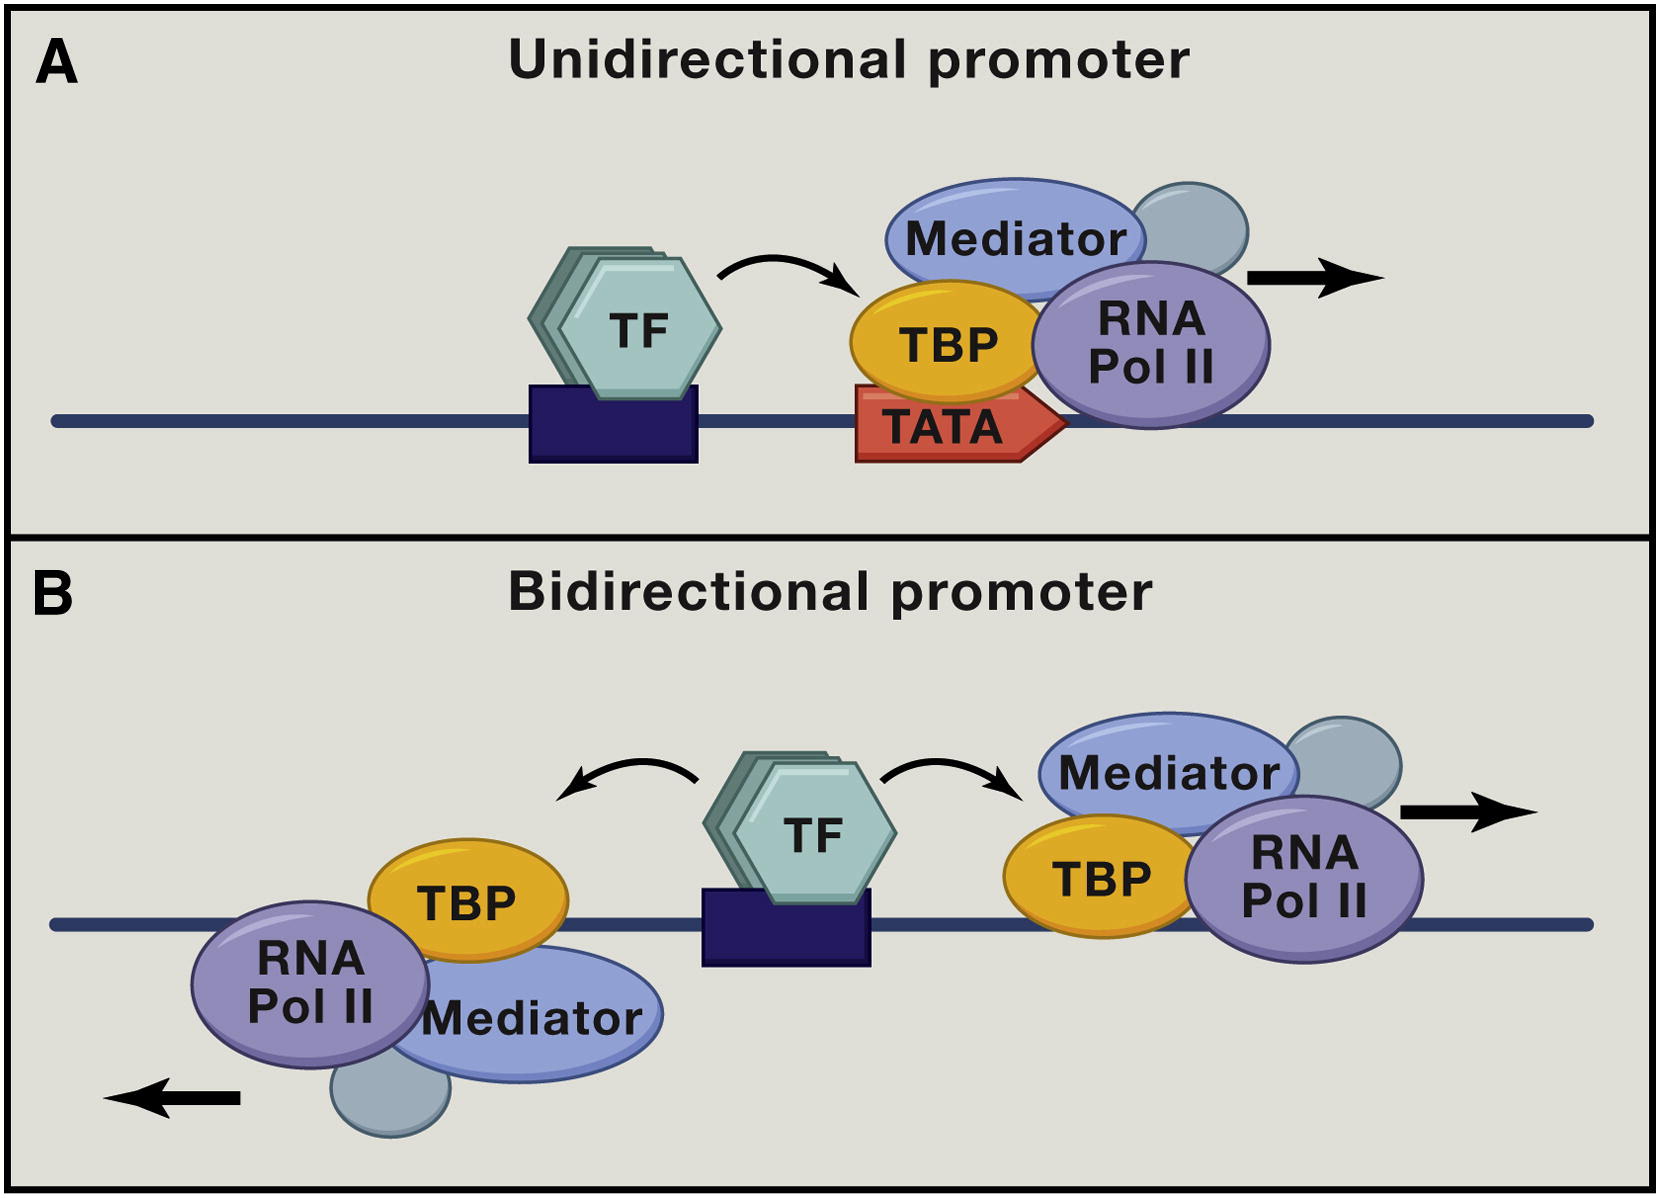 A
Unidirectional promoter
Mediator
TF
TBP
RNA
Pol II
TATA
B
Bidirectional promoter
Mediator
TF
TBP
RNA
Pol II
TBP
RNA
Pol II
Mediator